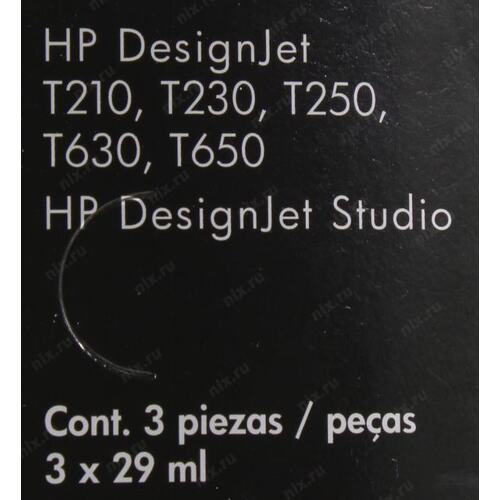 HP DesignJet
T210, T230, T250,
T630, T650
HP DesignJet Studio
Cont. 3 piezas / peças
3 x 29 ml